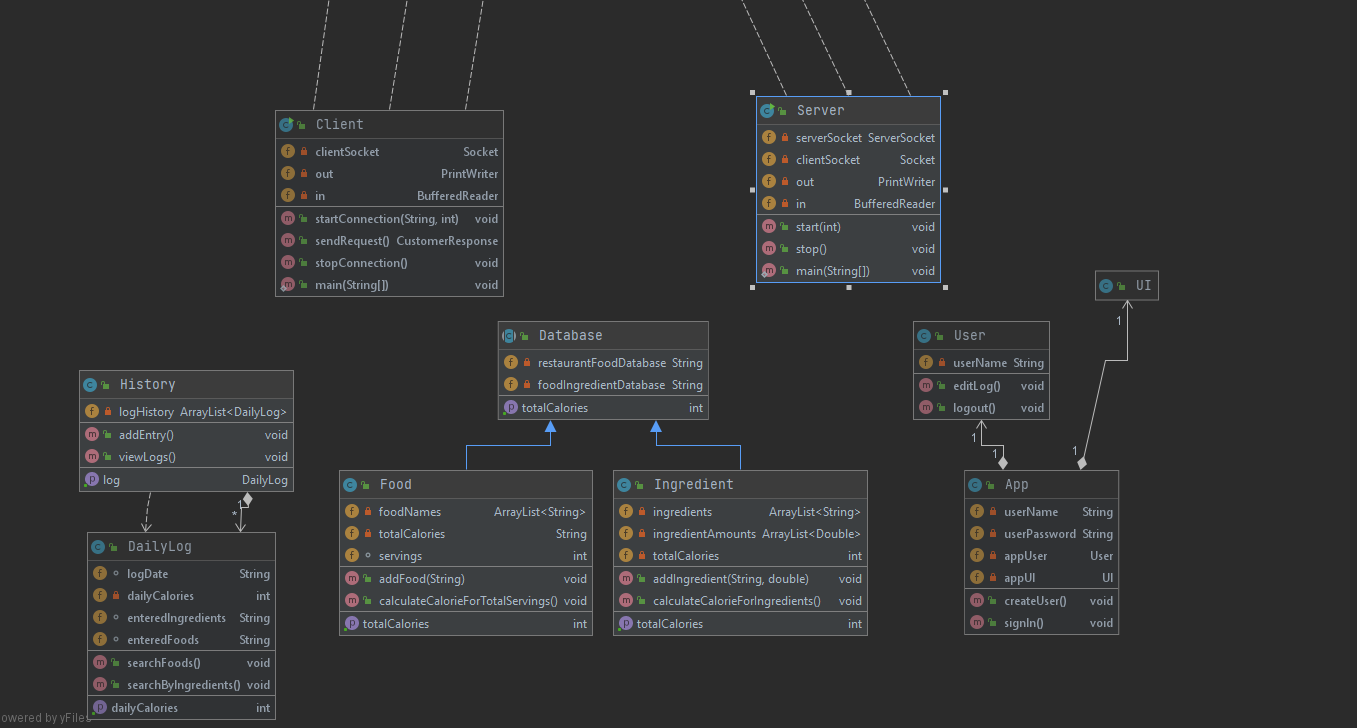 Client
clientSocket Socket
out PrintWriter
in BufferedReader
startConnection(String, int) void
sendRequest() CustomerResponse
stopConnection() void
main(String[]) void
Server
serverSocket ServerSocket
clientSocket Socket
out PrintWriter
in BufferedReader
start(int) void
stop() void
main(String[]) void
UI
1
Database
restaurantFoodDatabase String
foodIngredientDatabase String
totalCalories int
User
userName String
editLog() void
logout() void
1
1
1
History
logHistory ArrayList<DailyLog>
addEntry() void
viewLogs() void
log DailyLog
1
*
Food
foodNames ArrayList<String>
totalCalories String
servings int
addFood(String) void
calculateCalorieForTotalServings() void
totalCalories int
Ingredient
ingredients ArrayList<String>
ingredientAmounts ArrayList<Double>
totalCalories int
addIngredient(String, double) void
calculateCalorieForIngredients() void
totalCalories int
App
userName String
userPassword String
appUser User
appUI UI
createUser() void
signIn() void
DailyLog
logDate String
dailyCalories int
enteredIngredients String
enteredFoods String
searchFoods() void
searchByIngredients() void
dailyCalories int
owered by yFiles